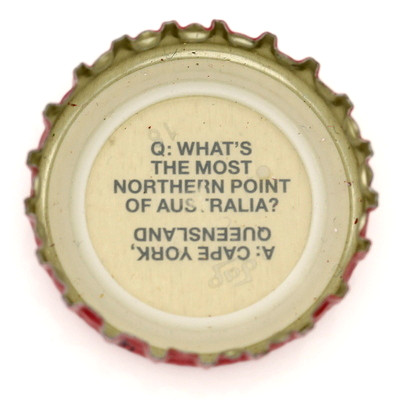 Q: WHAT'S
THE MOST
NORTHERN POINT
OF AUSTRALIA?
A: CAPE YORK,
QUEENSLAND